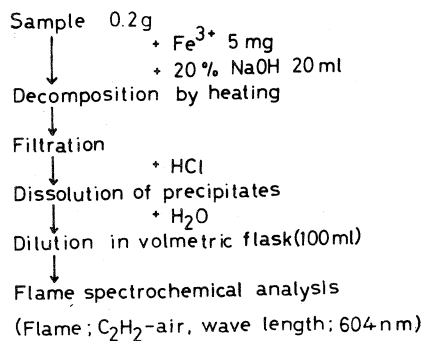 Sample 0.2g
+ Fe³⁺ 5 mg
+ 20% NaOH 20 ml
Decomposition by heating
Filtration
+ HCl
Dissolution of precipitates
+ H₂O
Dilution in volmetric flask(100ml)
Flame spectrochemical analysis
(Flame ; C₂H₂-air, wave length ; 604nm)